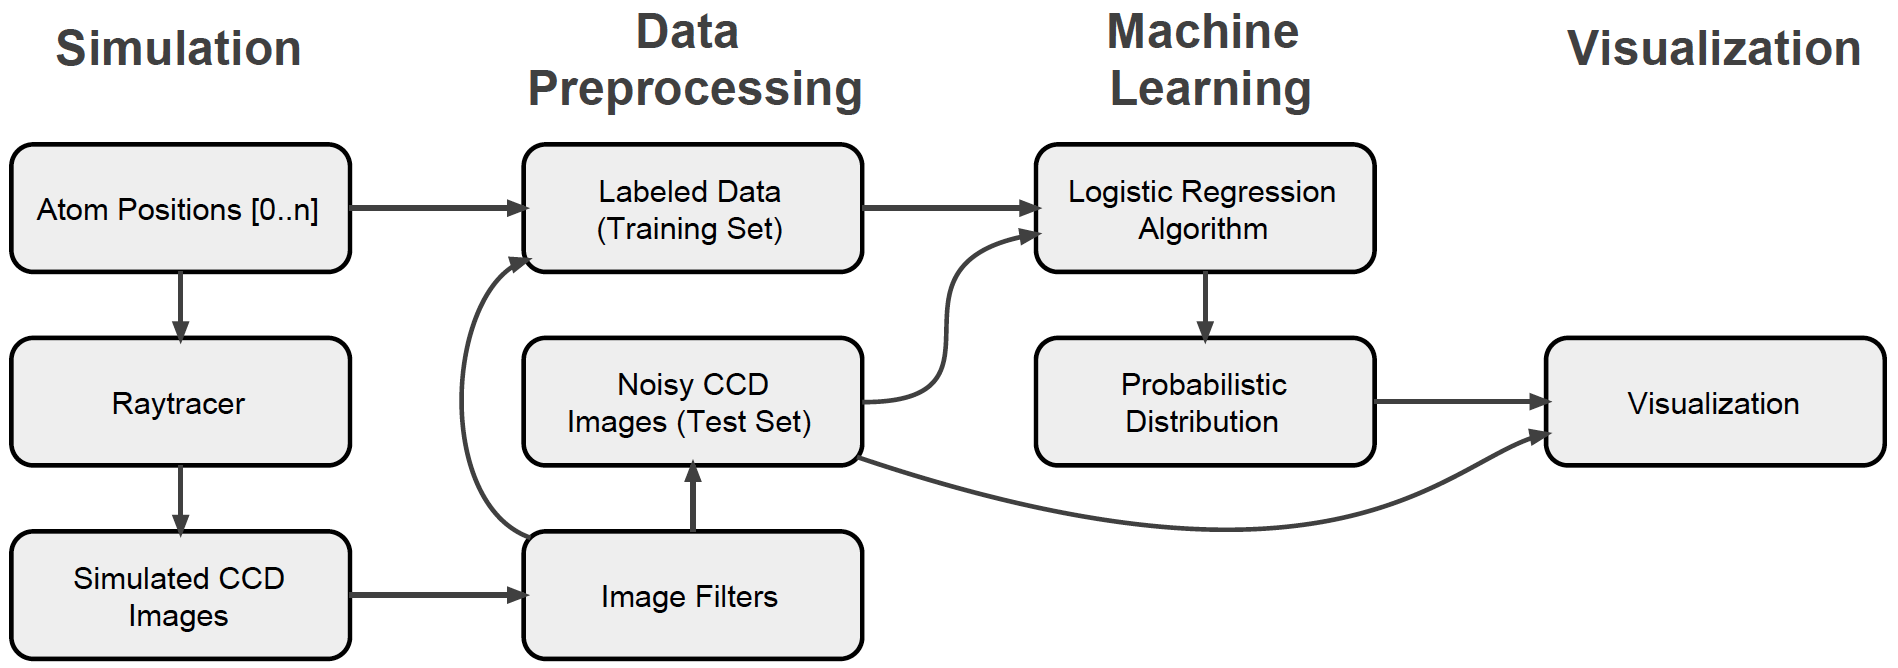 Simulation
Data
Preprocessing
Machine
Learning
Visualization
Atom Positions [0..n]
Labeled Data
(Training Set)
Logistic Regression
Algorithm
Raytracer
Noisy CCD
Images (Test Set)
Probabilistic
Distribution
Visualization
Simulated CCD
Images
Image Filters